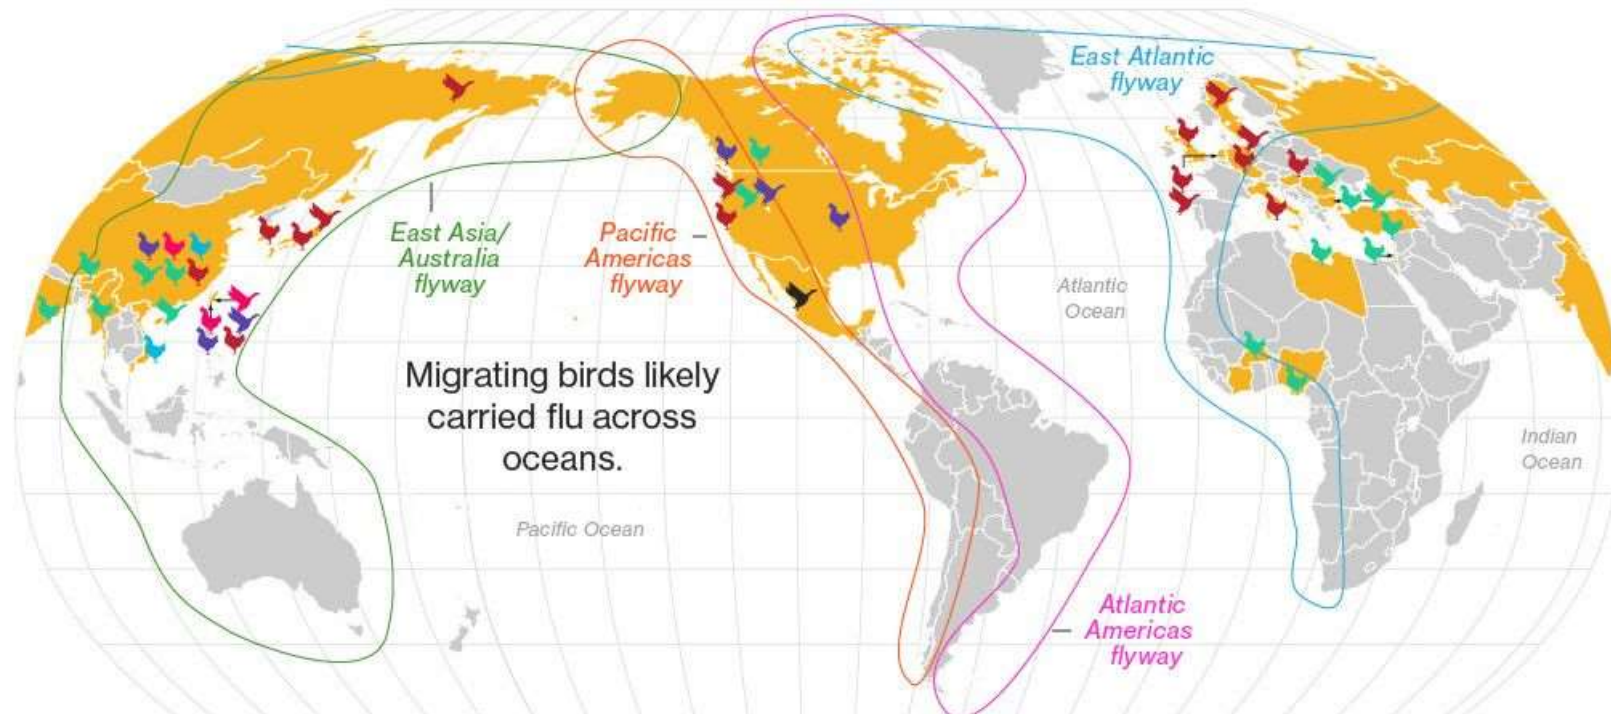 East Atlantic
flyway
East Asia/
Australia
flyway
Pacific
Americas
flyway
Atlantic
Ocean
Migrating birds likely
carried flu across
oceans.
Indian
Ocean
Pacific Ocean
Atlantic
Americas
flyway